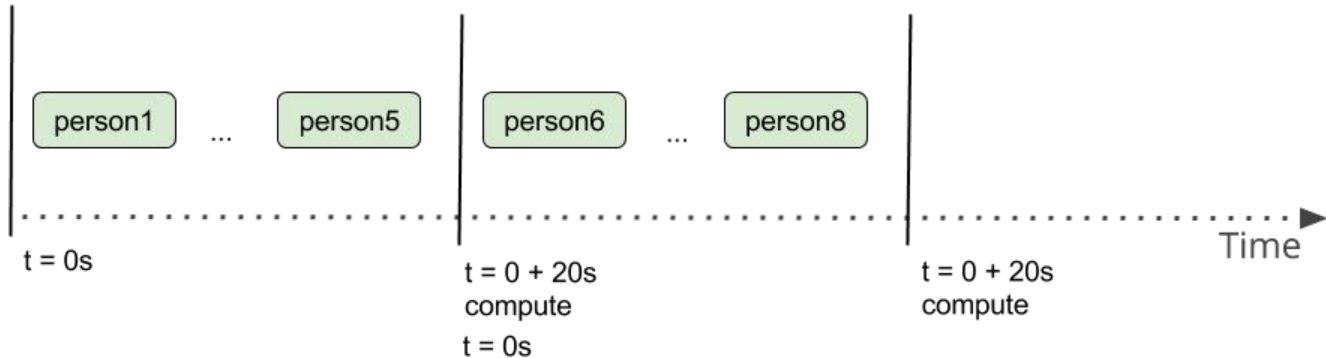 person1 ... person5 person6 ... person8
Time
t = 0s
t = 0 + 20s
compute
t = 0s
t = 0 + 20s
compute